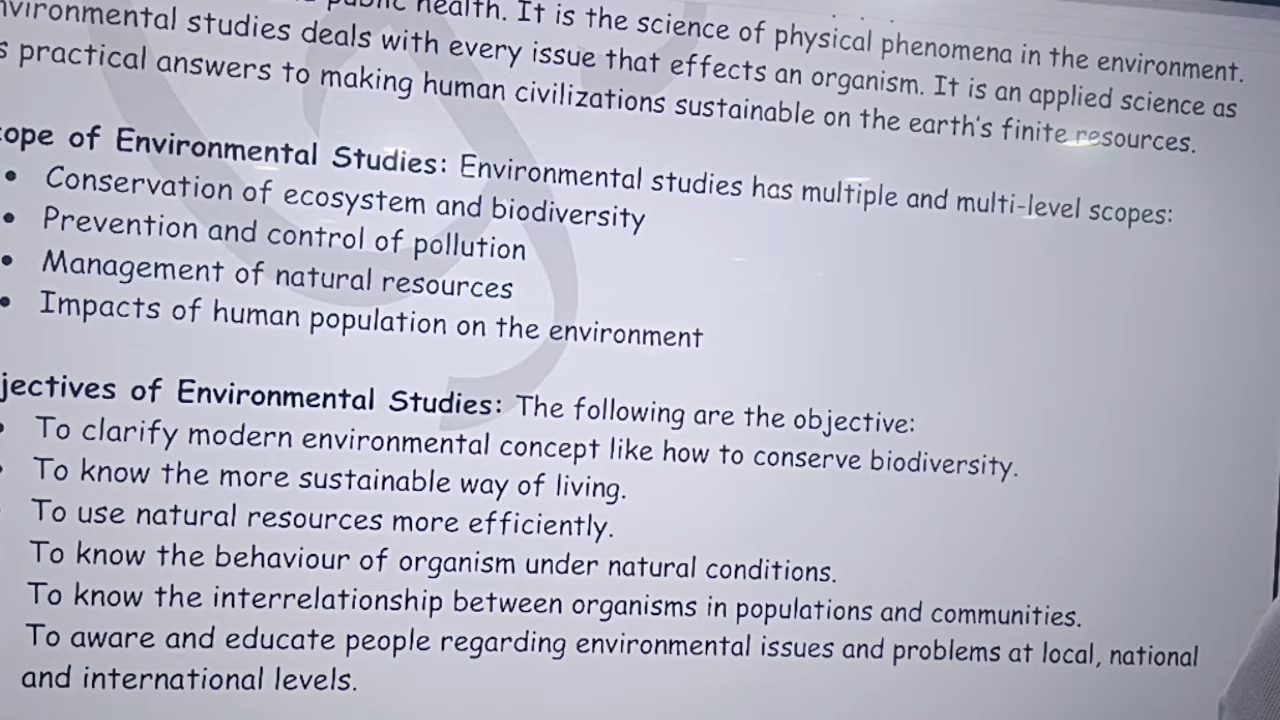 health. It is the science of physical phenomena in the environment.
nvironmental studies deals with every issue that effects an organism. It is an applied science as
s practical answers to making human civilizations sustainable on the earth's finite resources.
cope of Environmental Studies: Environmental studies has multiple and multi-level scopes:
• Conservation of ecosystem and biodiversity
• Prevention and control of pollution
• Management of natural resources
• Impacts of human population on the environment
jectives of Environmental Studies: The following are the objective:
To clarify modern environmental concept like how to conserve biodiversity.
To know the more sustainable way of living.
To use natural resources more efficiently.
To know the behaviour of organism under natural conditions.
To know the interrelationship between organisms in populations and communities.
To aware and educate people regarding environmental issues and problems at local, national
and international levels.